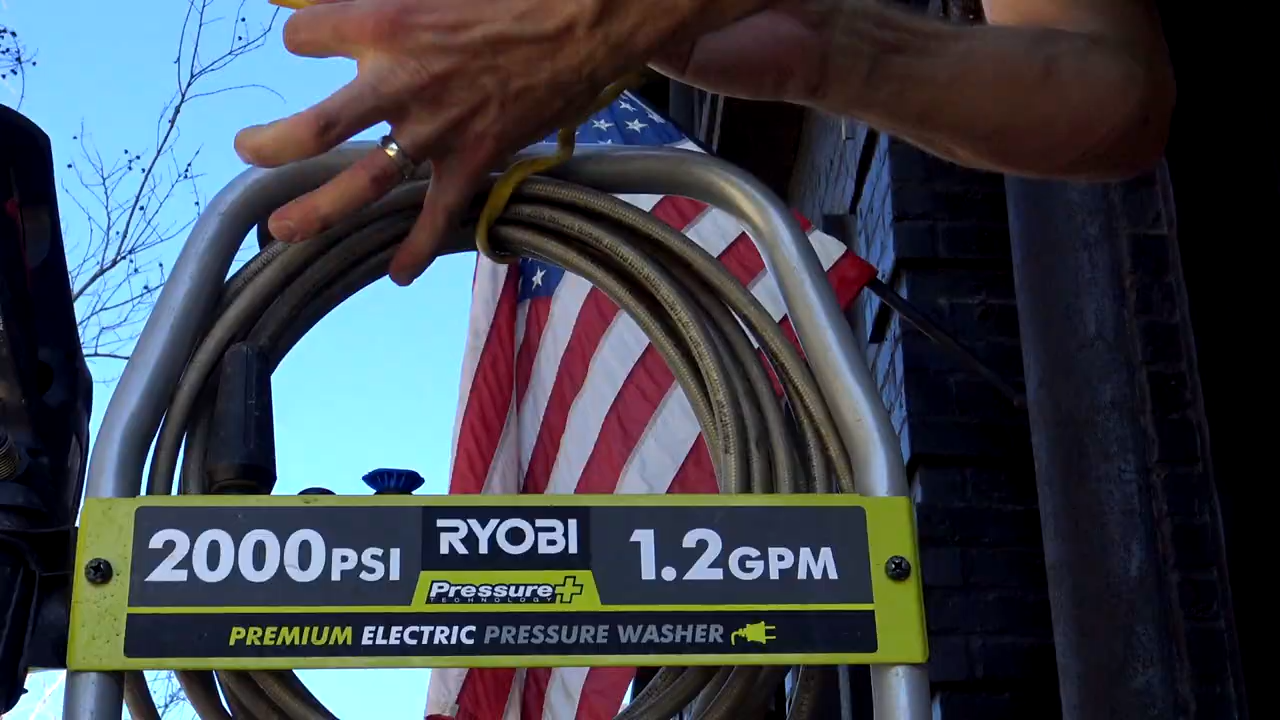 2000PSI
RYOBI
1.2GPM
Pressure+
TECHNOLOGY
PREMIUM ELECTRIC PRESSURE WASHER